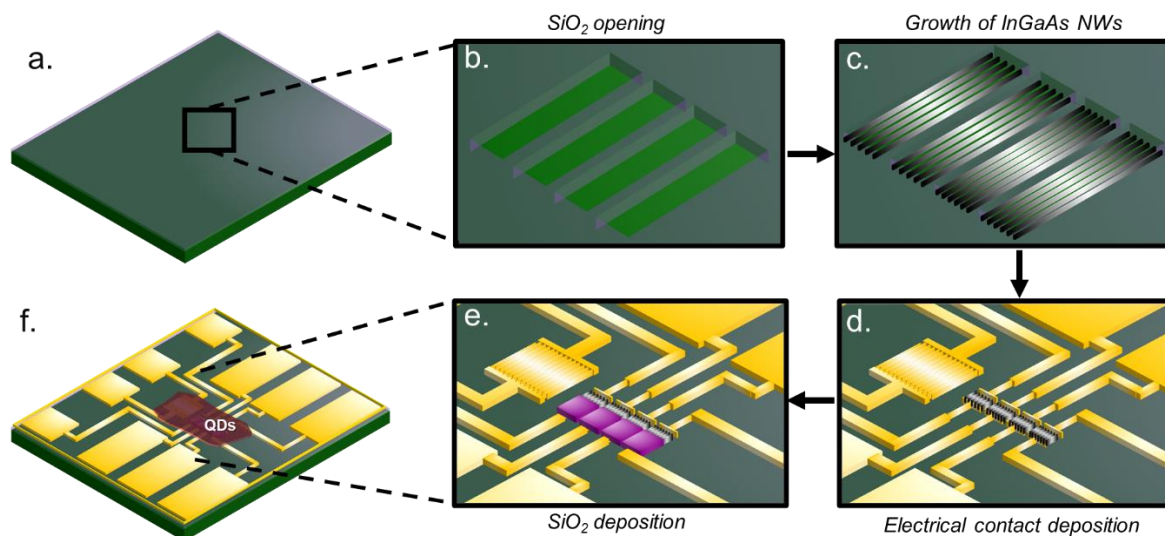 SiO2 opening
Growth of InGaAs NWs
a.
b.
c.
f.
QDs
e.
d.
SiO2 deposition
Electrical contact deposition